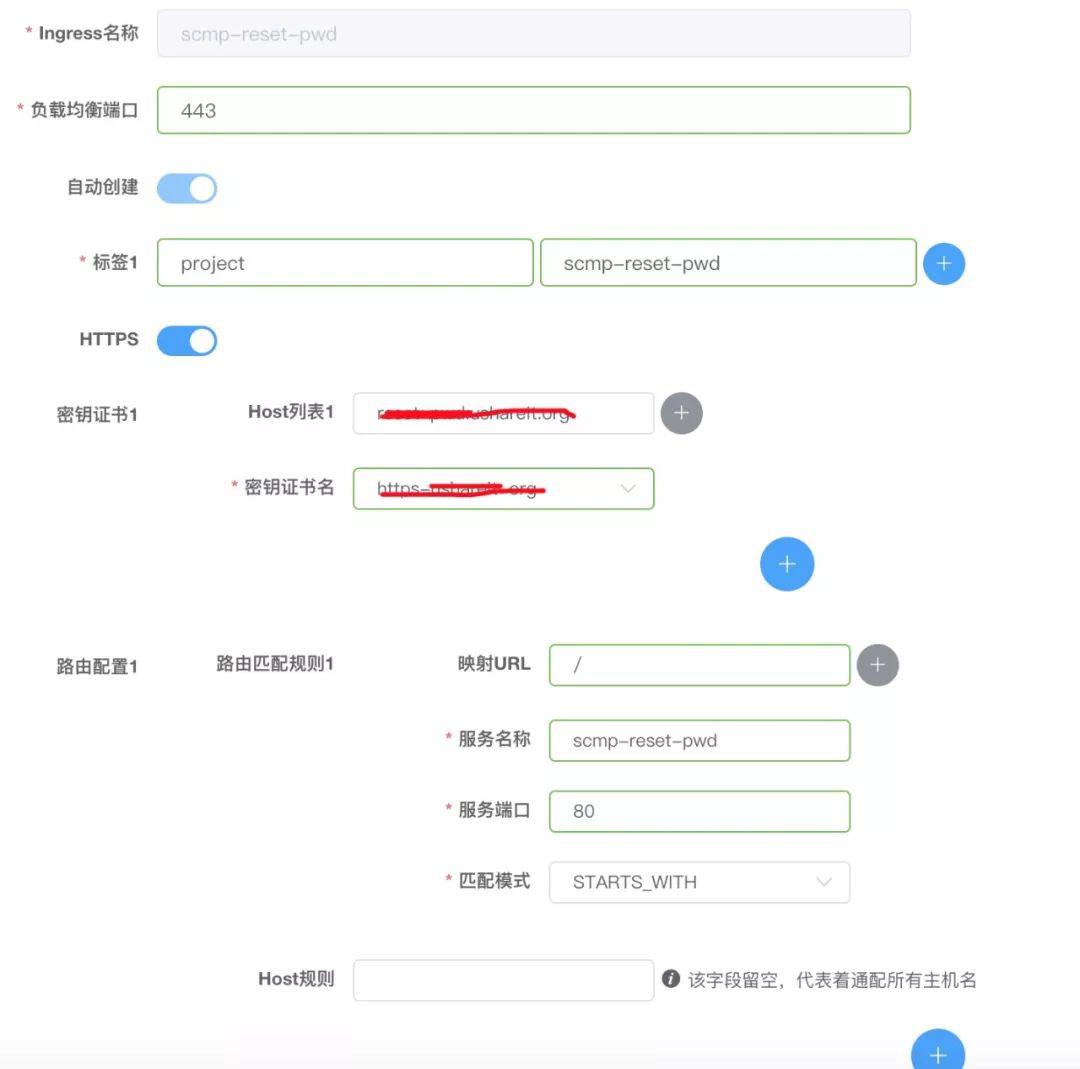 * Ingress名称 scmp-reset-pwd
* 负载均衡端口 443
自动创建
* 标签1 project scmp-reset-pwd
HTTPS
密钥证书1 Host列表1
* 密钥证书名 https-
路由配置1 路由匹配规则1 映射URL /
* 服务名称 scmp-reset-pwd
* 服务端口 80
* 匹配模式 STARTS_WITH
Host规则 该字段留空，代表着通配所有主机名